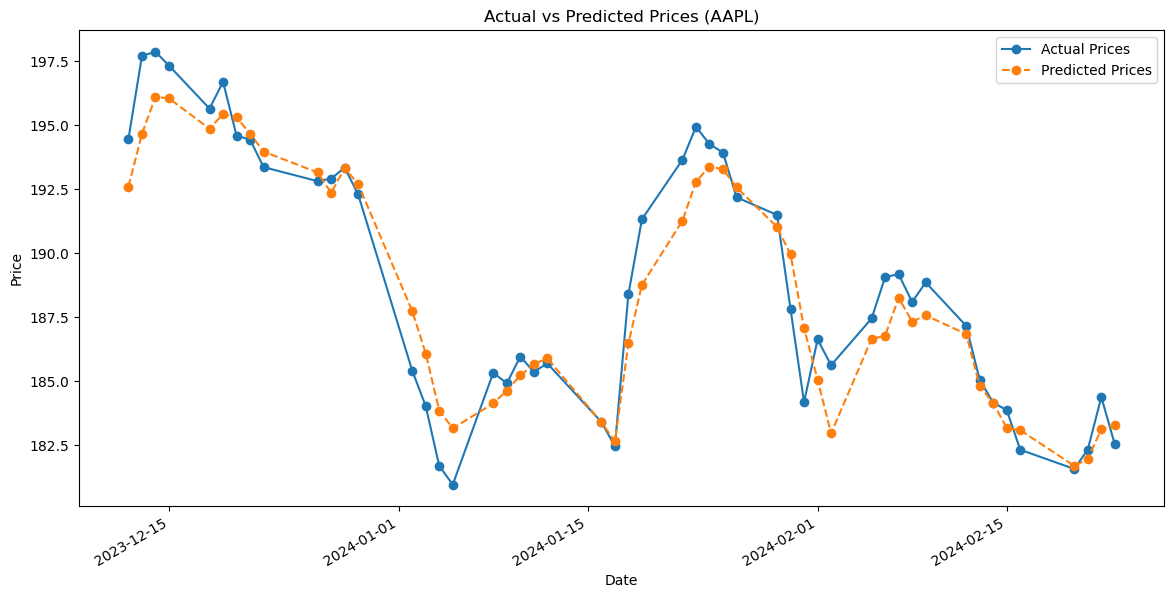 Actual vs Predicted Prices (AAPL)
Actual Prices
Predicted Prices
Price
197.5
195.0
192.5
190.0
187.5
185.0
182.5
2023-12-15
2024-01-01
2024-01-15
2024-02-01
2024-02-15
Date